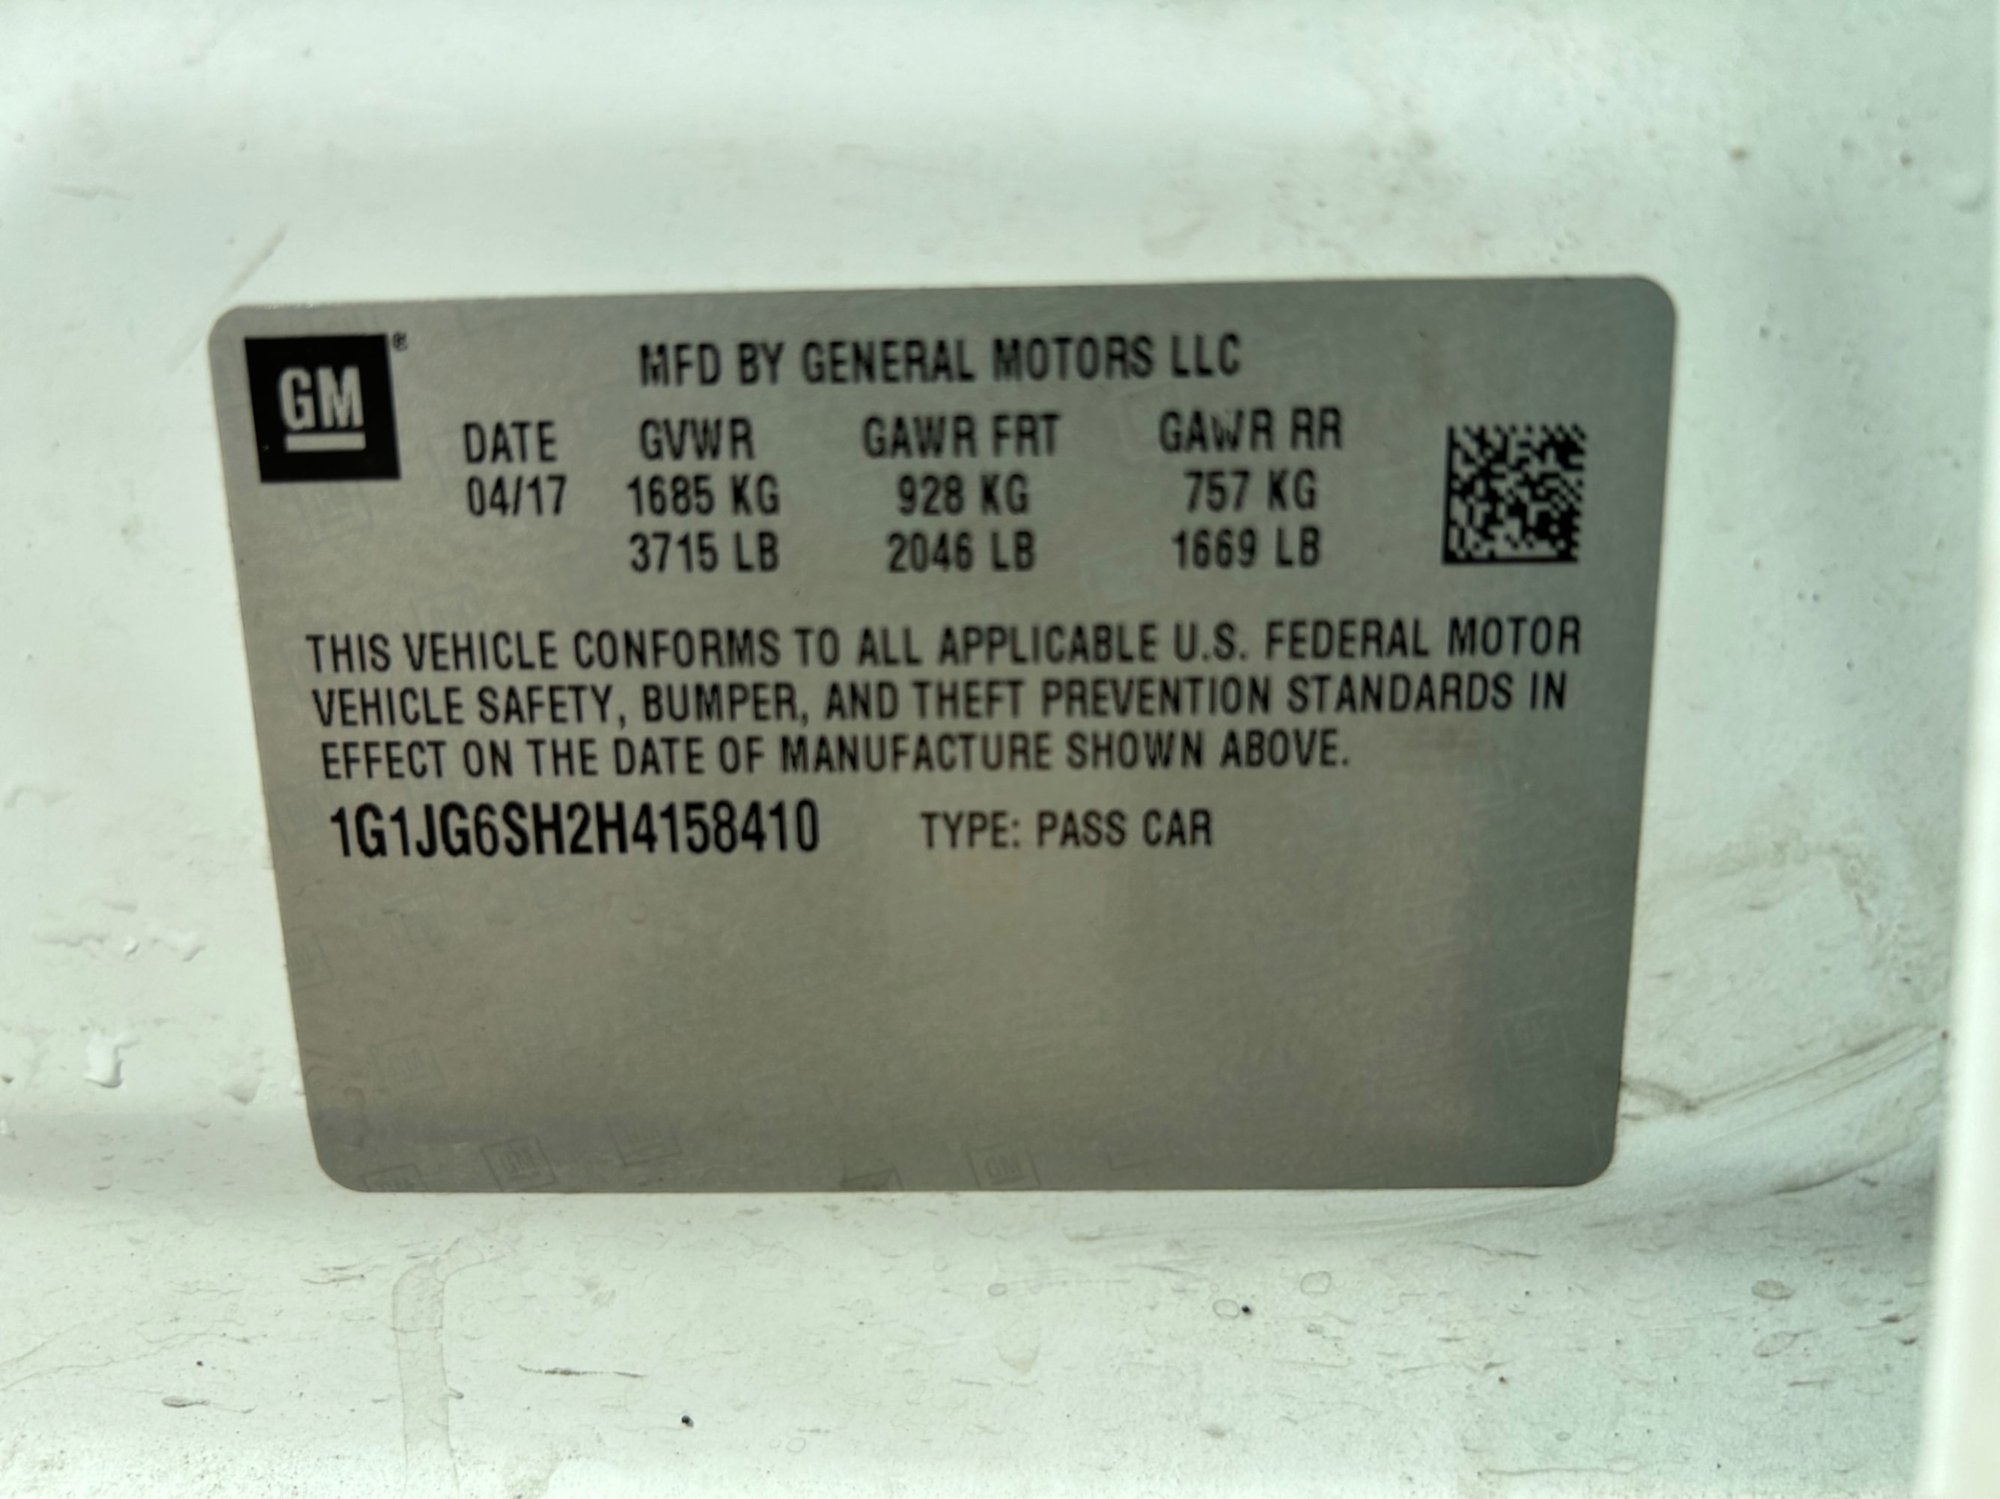 GM®
MFD BY GENERAL MOTORS LLC
DATE GVWR GAWR FRT GAWR RR
04/17 1685 KG 928 KG 757 KG
3715 LB 2046 LB 1669 LB
THIS VEHICLE CONFORMS TO ALL APPLICABLE U.S. FEDERAL MOTOR
VEHICLE SAFETY, BUMPER, AND THEFT PREVENTION STANDARDS IN
EFFECT ON THE DATE OF MANUFACTURE SHOWN ABOVE.
1G1JG6SH2H4158410 TYPE: PASS CAR